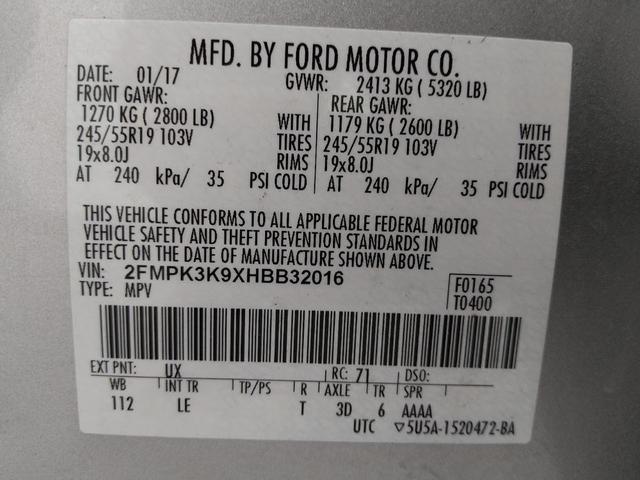 MFD. BY FORD MOTOR CO.
DATE: 01/17 GVWR: 2413 KG ( 5320 LB)
FRONT GAWR: REAR GAWR:
1270 KG ( 2800 LB) WITH 1179 KG ( 2600 LB) WITH
245/55R19 103V TIRES 245/55R19 103V TIRES
19x8.0J RIMS 19x8.0J RIMS
AT 240 kPa/ 35 PSI COLD AT 240 kPa/ 35 PSI COLD
THIS VEHICLE CONFORMS TO ALL APPLICABLE FEDERAL MOTOR
VEHICLE SAFETY AND THEFT PREVENTION STANDARDS IN
EFFECT ON THE DATE OF MANUFACTURE SHOWN ABOVE.
VIN: 2FMPK3K9XHBB32016 F0165
TYPE: MPV T0400
EXT PNT: UX RC: 71 DSO:
WB INT TR TP/PS R AXLE TR SPR
112 LE T 3D 6 AAAA
UTC ▽5U5A-1520472-BA